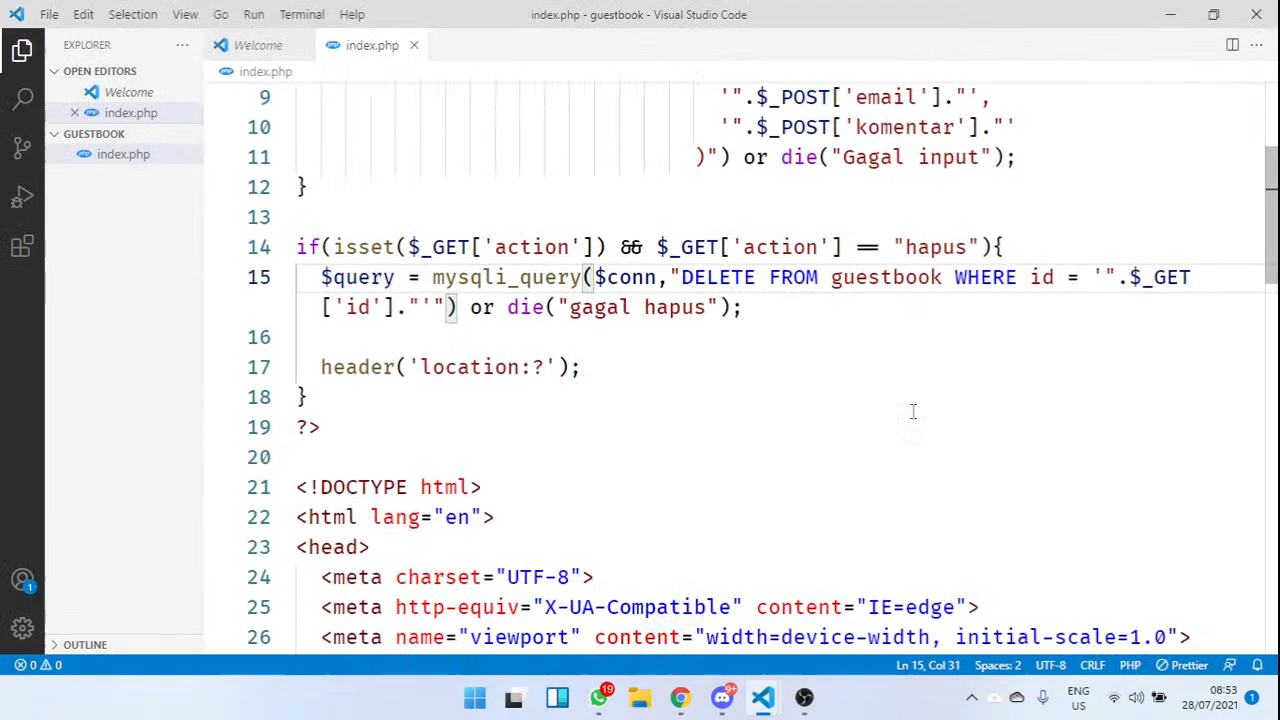 File Edit Selection View Go Run Terminal Help index.php - guestbook - Visual Studio Code
EXPLORER
OPEN EDITORS
Welcome
index.php
GUESTBOOK
index.php
OUTLINE
Welcome index.php
index.php
9 '".$_POST['email']."',
10 '".$_POST['komentar']."'
11 )") or die("Gagal input");
12 }
13
14 if(isset($_GET['action']) && $_GET['action'] == "hapus"){
15 $query = mysqli_query($conn,"DELETE FROM guestbook WHERE id = '".$_GET
['id']."'") or die("gagal hapus");
16
17 header('location:?');
18 }
19 ?>
20
21 <!DOCTYPE html>
22 <html lang="en">
23 <head>
24 <meta charset="UTF-8">
25 <meta http-equiv="X-UA-Compatible" content="IE=edge">
26 <meta name="viewport" content="width=device-width, initial-scale=1.0">
1
0 0 Ln 15, Col 31 Spaces: 2 UTF-8 CRLF PHP Prettier
19 9+
ENG
US
08:53
28/07/2021
1